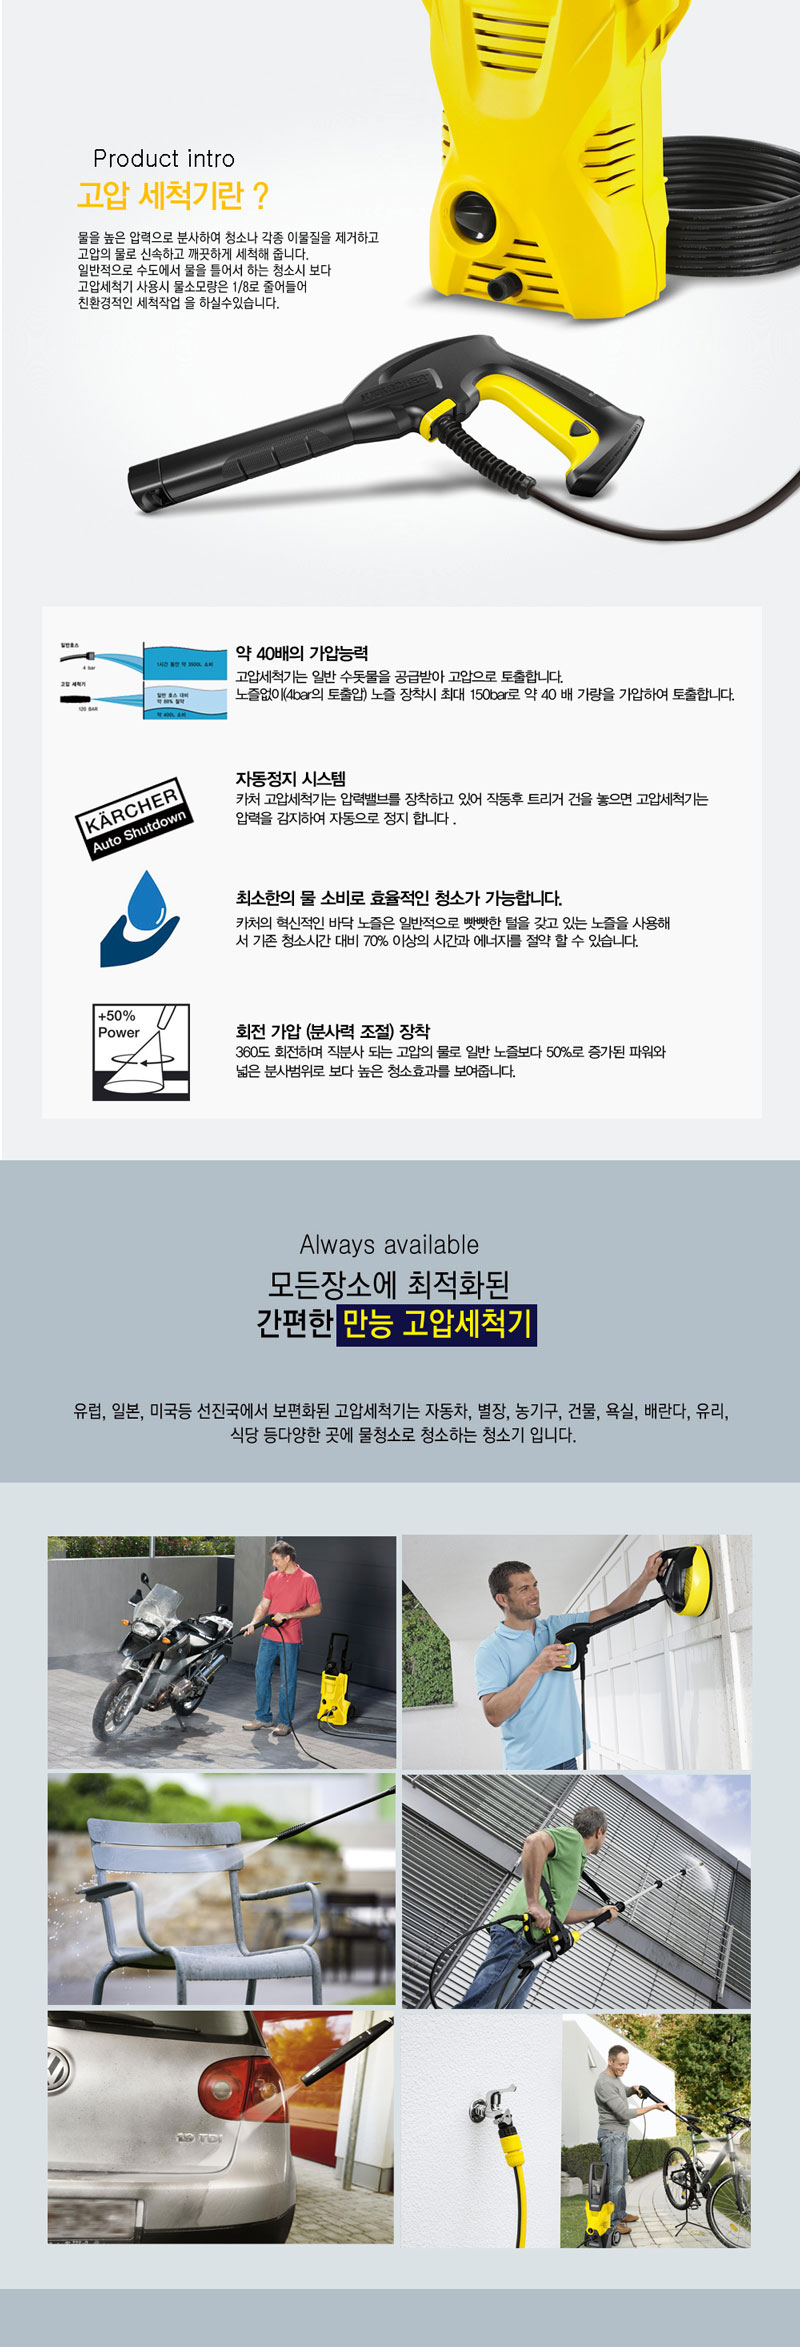 Product intro
고압 세척기란 ?
물을 높은 압력으로 분사하여 청소나 각종 이물질을 제거하고
고압의 물로 신속하고 깨끗하게 세척해 줍니다.
일반적으로 수도에서 물을 틀어서 하는 청소시 보다
고압세척기 사용시 물소모량은 1/8로 줄어들어
친환경적인 세척작업 을 하실수있습니다.
일반호스
4 bar
1시간 동안 약 3500L 소비
고압 세척기
120 BAR
일반 호스 대비
약 80% 절약
약 400L 소비
약 40배의 가압능력
고압세척기는 일반 수돗물을 공급받아 고압으로 토출합니다.
노즐없이(4bar의 토출압) 노즐 장착시 최대 150bar로 약 40 배 가량을 가압하여 토출합니다.
KÄRCHER
Auto Shutdown
자동정지 시스템
카처 고압세척기는 압력밸브를 장착하고 있어 작동후 트리거 건을 놓으면 고압세척기는
압력을 감지하여 자동으로 정지 합니다 .
최소한의 물 소비로 효율적인 청소가 가능합니다.
카처의 혁신적인 바닥 노즐은 일반적으로 빳빳한 털을 갖고 있는 노즐을 사용해
서 기존 청소시간 대비 70% 이상의 시간과 에너지를 절약 할 수 있습니다.
+50%
Power
회전 가압 (분사력 조절) 장착
360도 회전하며 직분사 되는 고압의 물로 일반 노즐보다 50%로 증가된 파워와
넓은 분사범위로 보다 높은 청소효과를 보여줍니다.
Always available
모든장소에 최적화된
간편한 만능 고압세척기
유럽, 일본, 미국등 선진국에서 보편화된 고압세척기는 자동차, 별장, 농기구, 건물, 욕실, 배란다, 유리,
식당 등다양한 곳에 물청소로 청소하는 청소기 입니다.
1.9 TDI